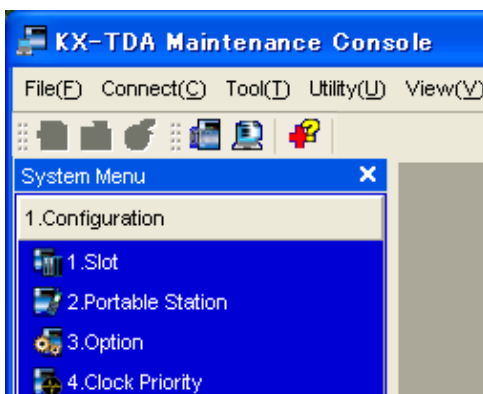 KX-TDA Maintenance Console
File(F) Connect(C) Tool(T) Utility(U) View(V)
System Menu
1.Configuration
1.Slot
2.Portable Station
3.Option
4.Clock Priority